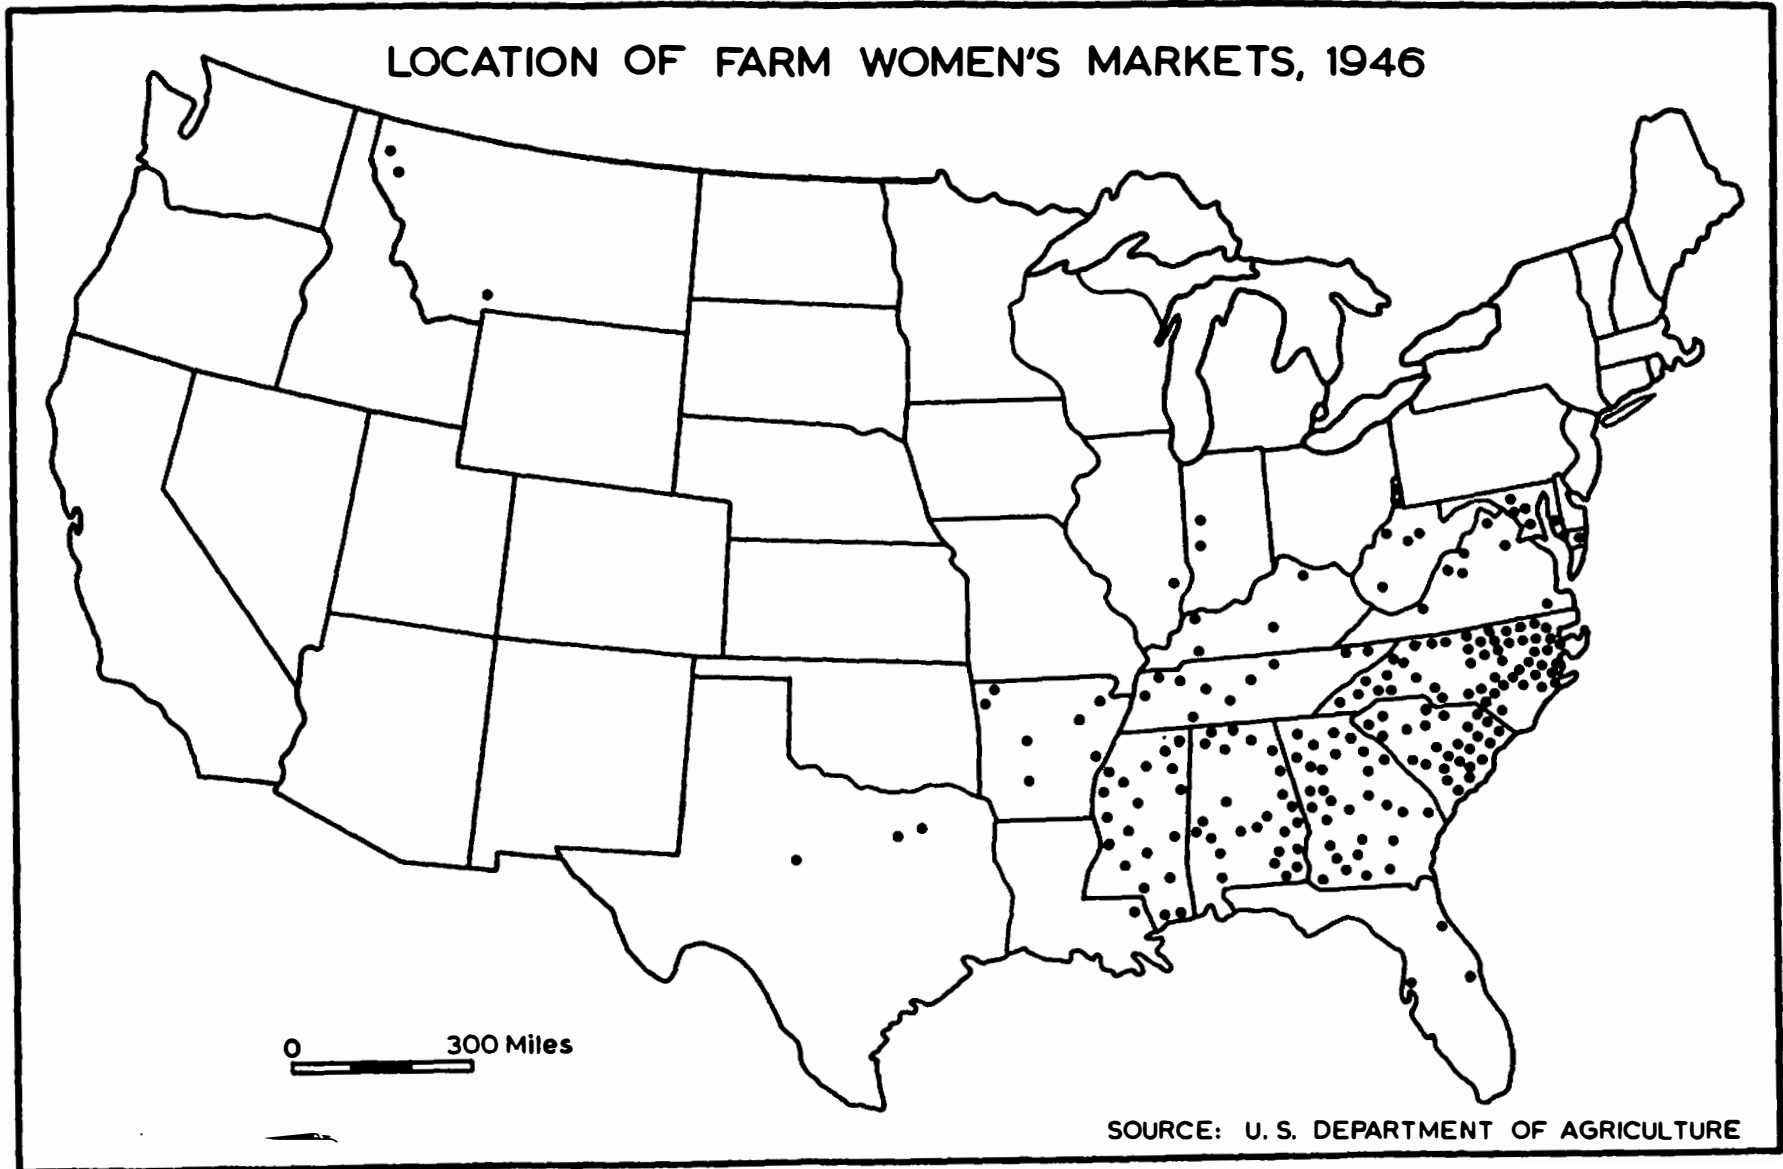 LOCATION OF FARM WOMEN'S MARKETS, 1946
0 300 Miles
SOURCE: U. S. DEPARTMENT OF AGRICULTURE